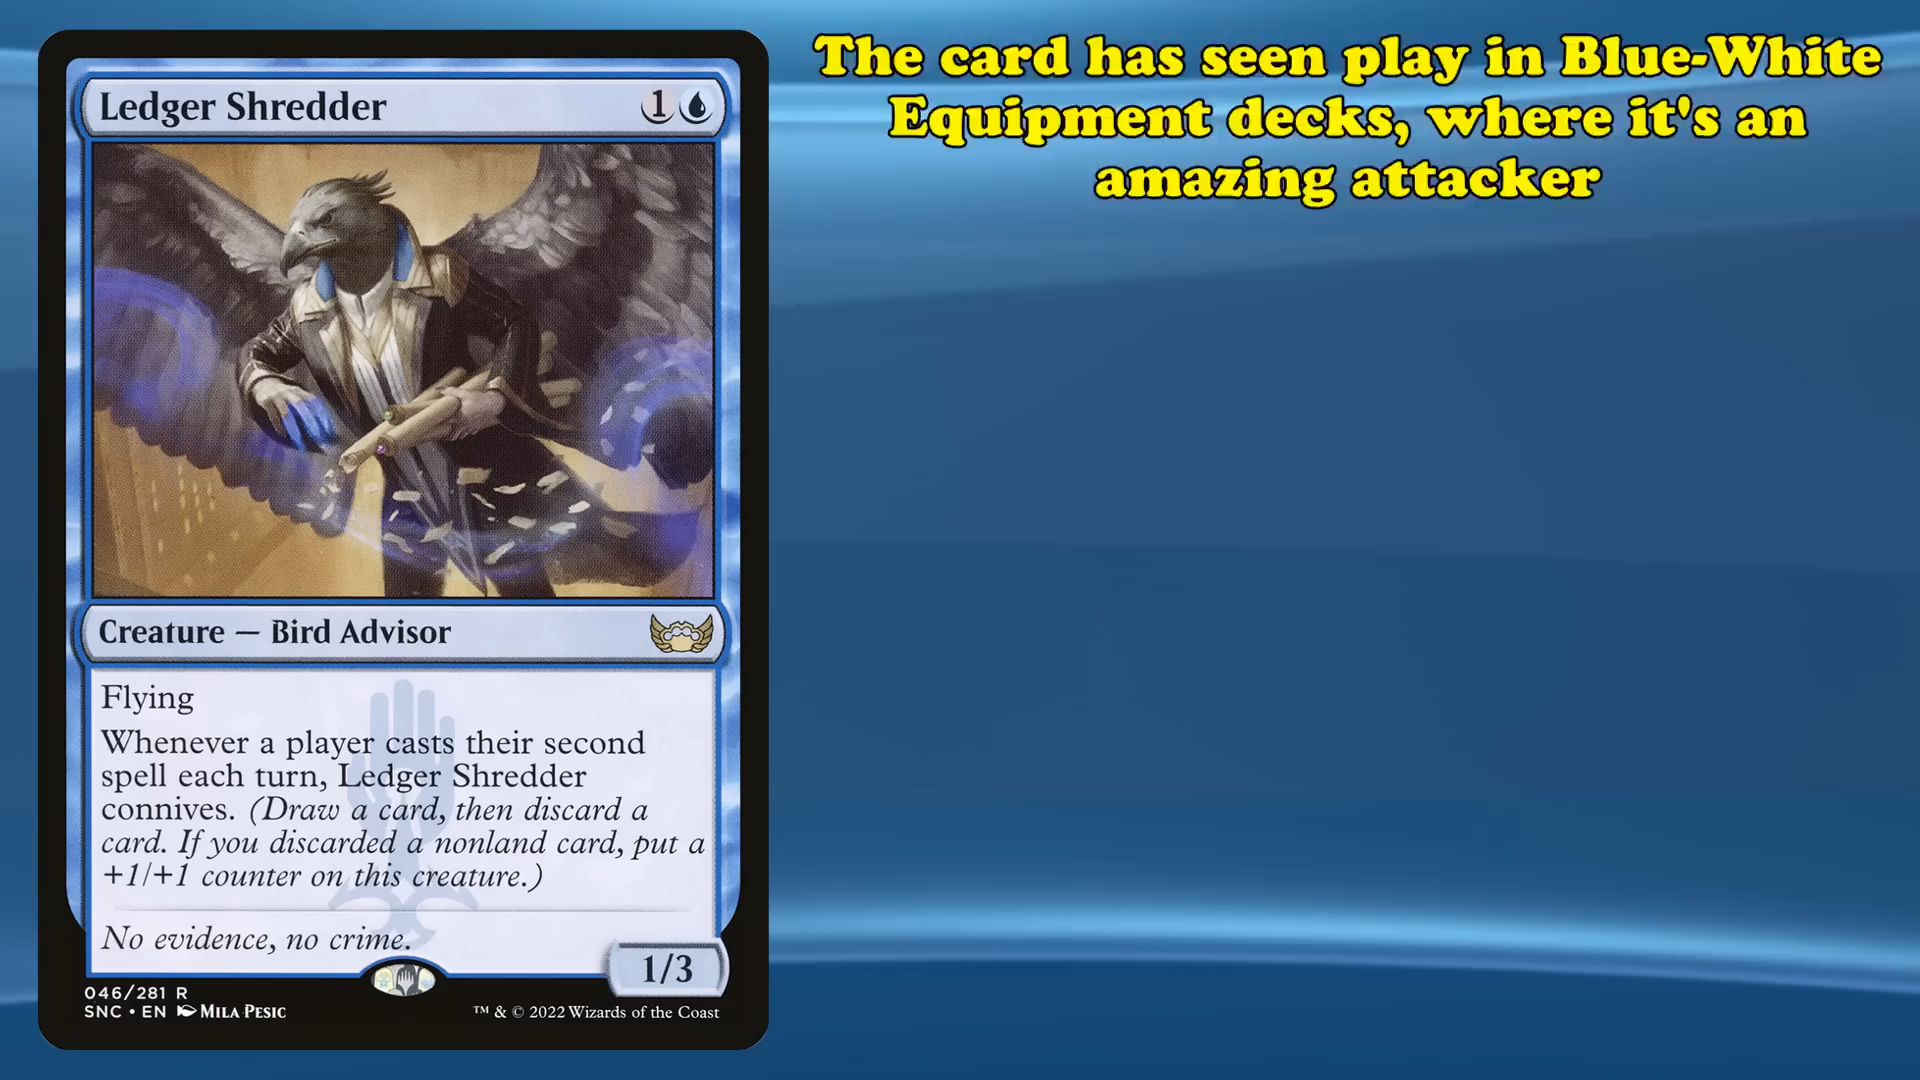 Ledger Shredder
1
The card has seen play in Blue-White
Equipment decks, where it's an
amazing attacker
Creature — Bird Advisor
Flying
Whenever a player casts their second
spell each turn, Ledger Shredder
connives. (Draw a card, then discard a
card. If you discarded a nonland card, put a
+1/+1 counter on this creature.)
No evidence, no crime.
1/3
046/281 R
SNC • EN Mila Pesic
™ & © 2022 Wizards of the Coast